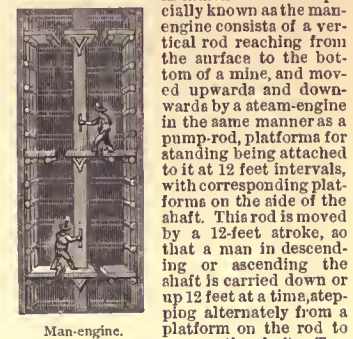 cially known as the man-
engine consists of a ver-
tical rod reaching from
the surface to the bot-
tom of a mine, and mov-
ed upwards and down-
wards by a steam-engine
in the same manner as a
pump-rod, platforms for
standing being attached
to it at 12 feet intervals,
with corresponding plat-
forms on the side of the
shaft. This rod is moved
by a 12-feet stroke, so
that a man in descend-
ing or ascending the
shaft is carried down or
up 12 feet at a time, step-
ping alternately from a
platform on the rod to
Man-engine.